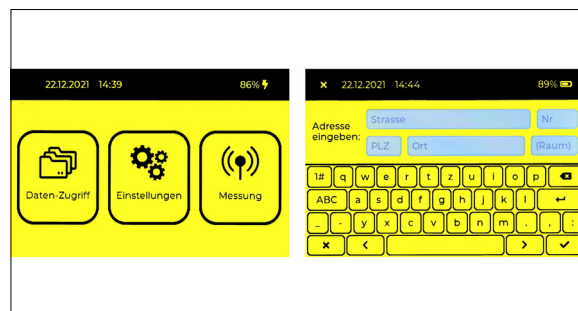 22.12.2021 14:39 86%
Daten-Zugriff
Einstellungen
Messung
× 22.12.2021 14:44 89%
Adresse eingeben:
Strasse
Nr
PLZ
Ort
(Raum)
1# q w e r t z u i o p
ABC a s d f g h j k l
_ - y x c v b n m . , :
× < > ✓